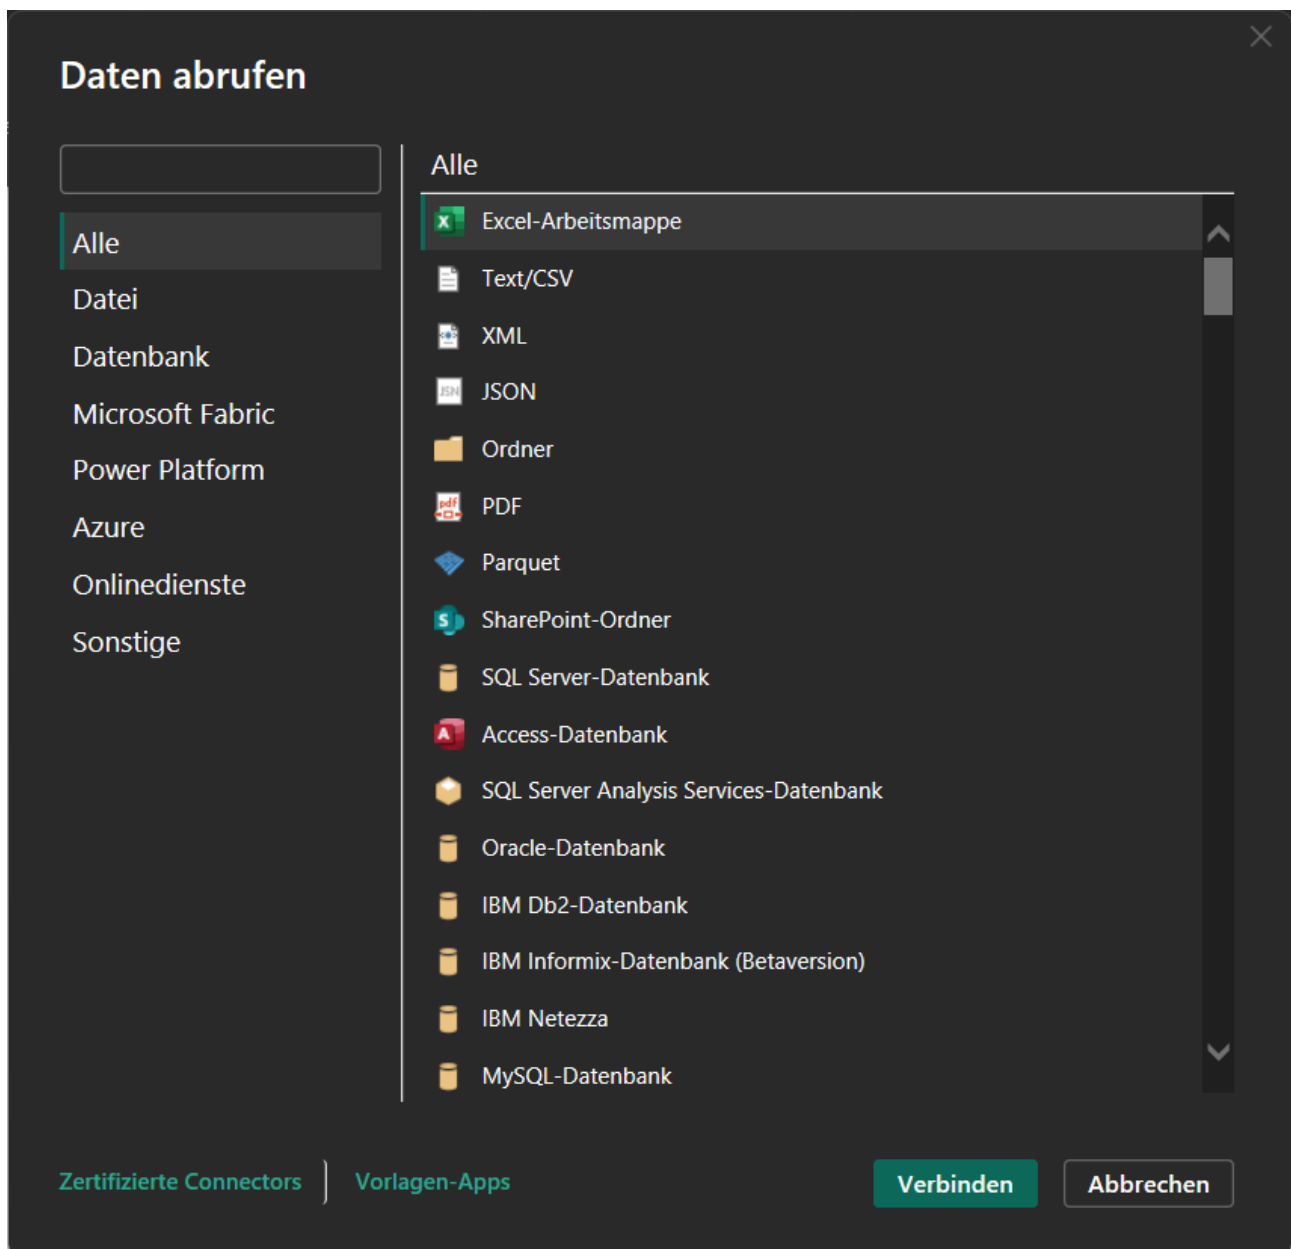 Daten abrufen
Alle
Datei
Datenbank
Microsoft Fabric
Power Platform
Azure
Onlinedienste
Sonstige
Alle
Excel-Arbeitsmappe
Text/CSV
XML
JSN JSON
Ordner
pdf PDF
Parquet
SharePoint-Ordner
SQL Server-Datenbank
Access-Datenbank
SQL Server Analysis Services-Datenbank
Oracle-Datenbank
IBM Db2-Datenbank
IBM Informix-Datenbank (Betaversion)
IBM Netezza
MySQL-Datenbank
Zertifizierte Connectors
Vorlagen-Apps
Verbinden
Abbrechen